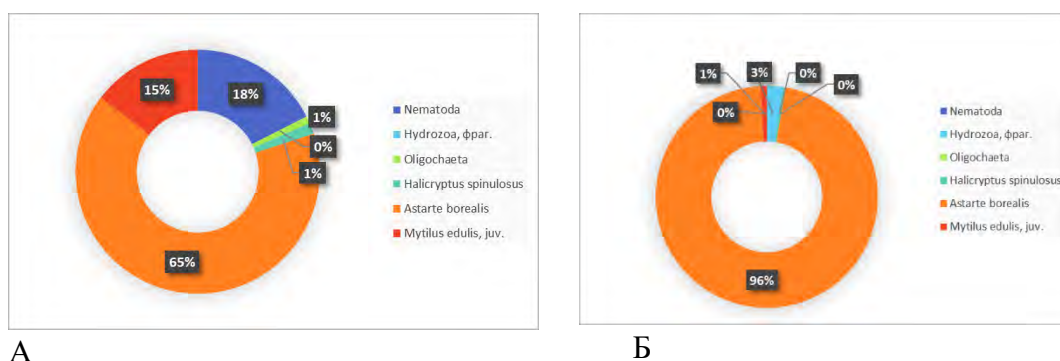 15%
18%
1%
0%
1%
65%
Nematoda
Hydrozoa, фраг.
Oligochaeta
Halicryptus spinulosus
Astarte borealis
Mytilus edulis, juv.
А
1%
3%
0%
0%
0%
96%
Nematoda
Hydrozoa, фраг.
Oligochaeta
Halicryptus spinulosus
Astarte borealis
Mytilus edulis, juv.
Б